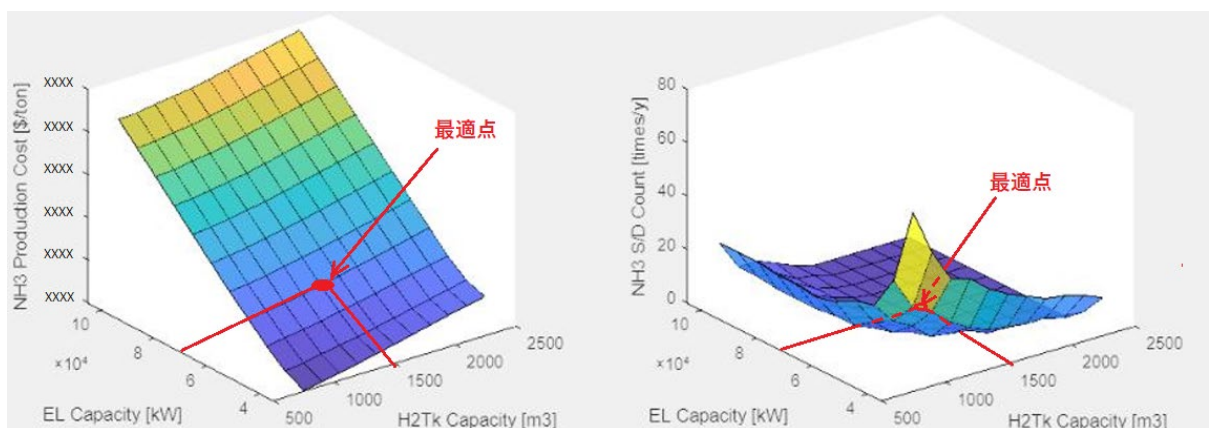 NH3 Production Cost [$/ton]
xxxx
xxxx
xxxx
xxxx
xxxx
xxxx
最適点
10
8
6
4
×10⁴
EL Capacity [kW]
500
1000
1500
2000
2500
H2Tk Capacity [m3]
NH3 S/D Count [times/y]
80
60
40
20
0
最適点
10
8
6
4
×10⁴
EL Capacity [kW]
500
1000
1500
2000
2500
H2Tk Capacity [m3]